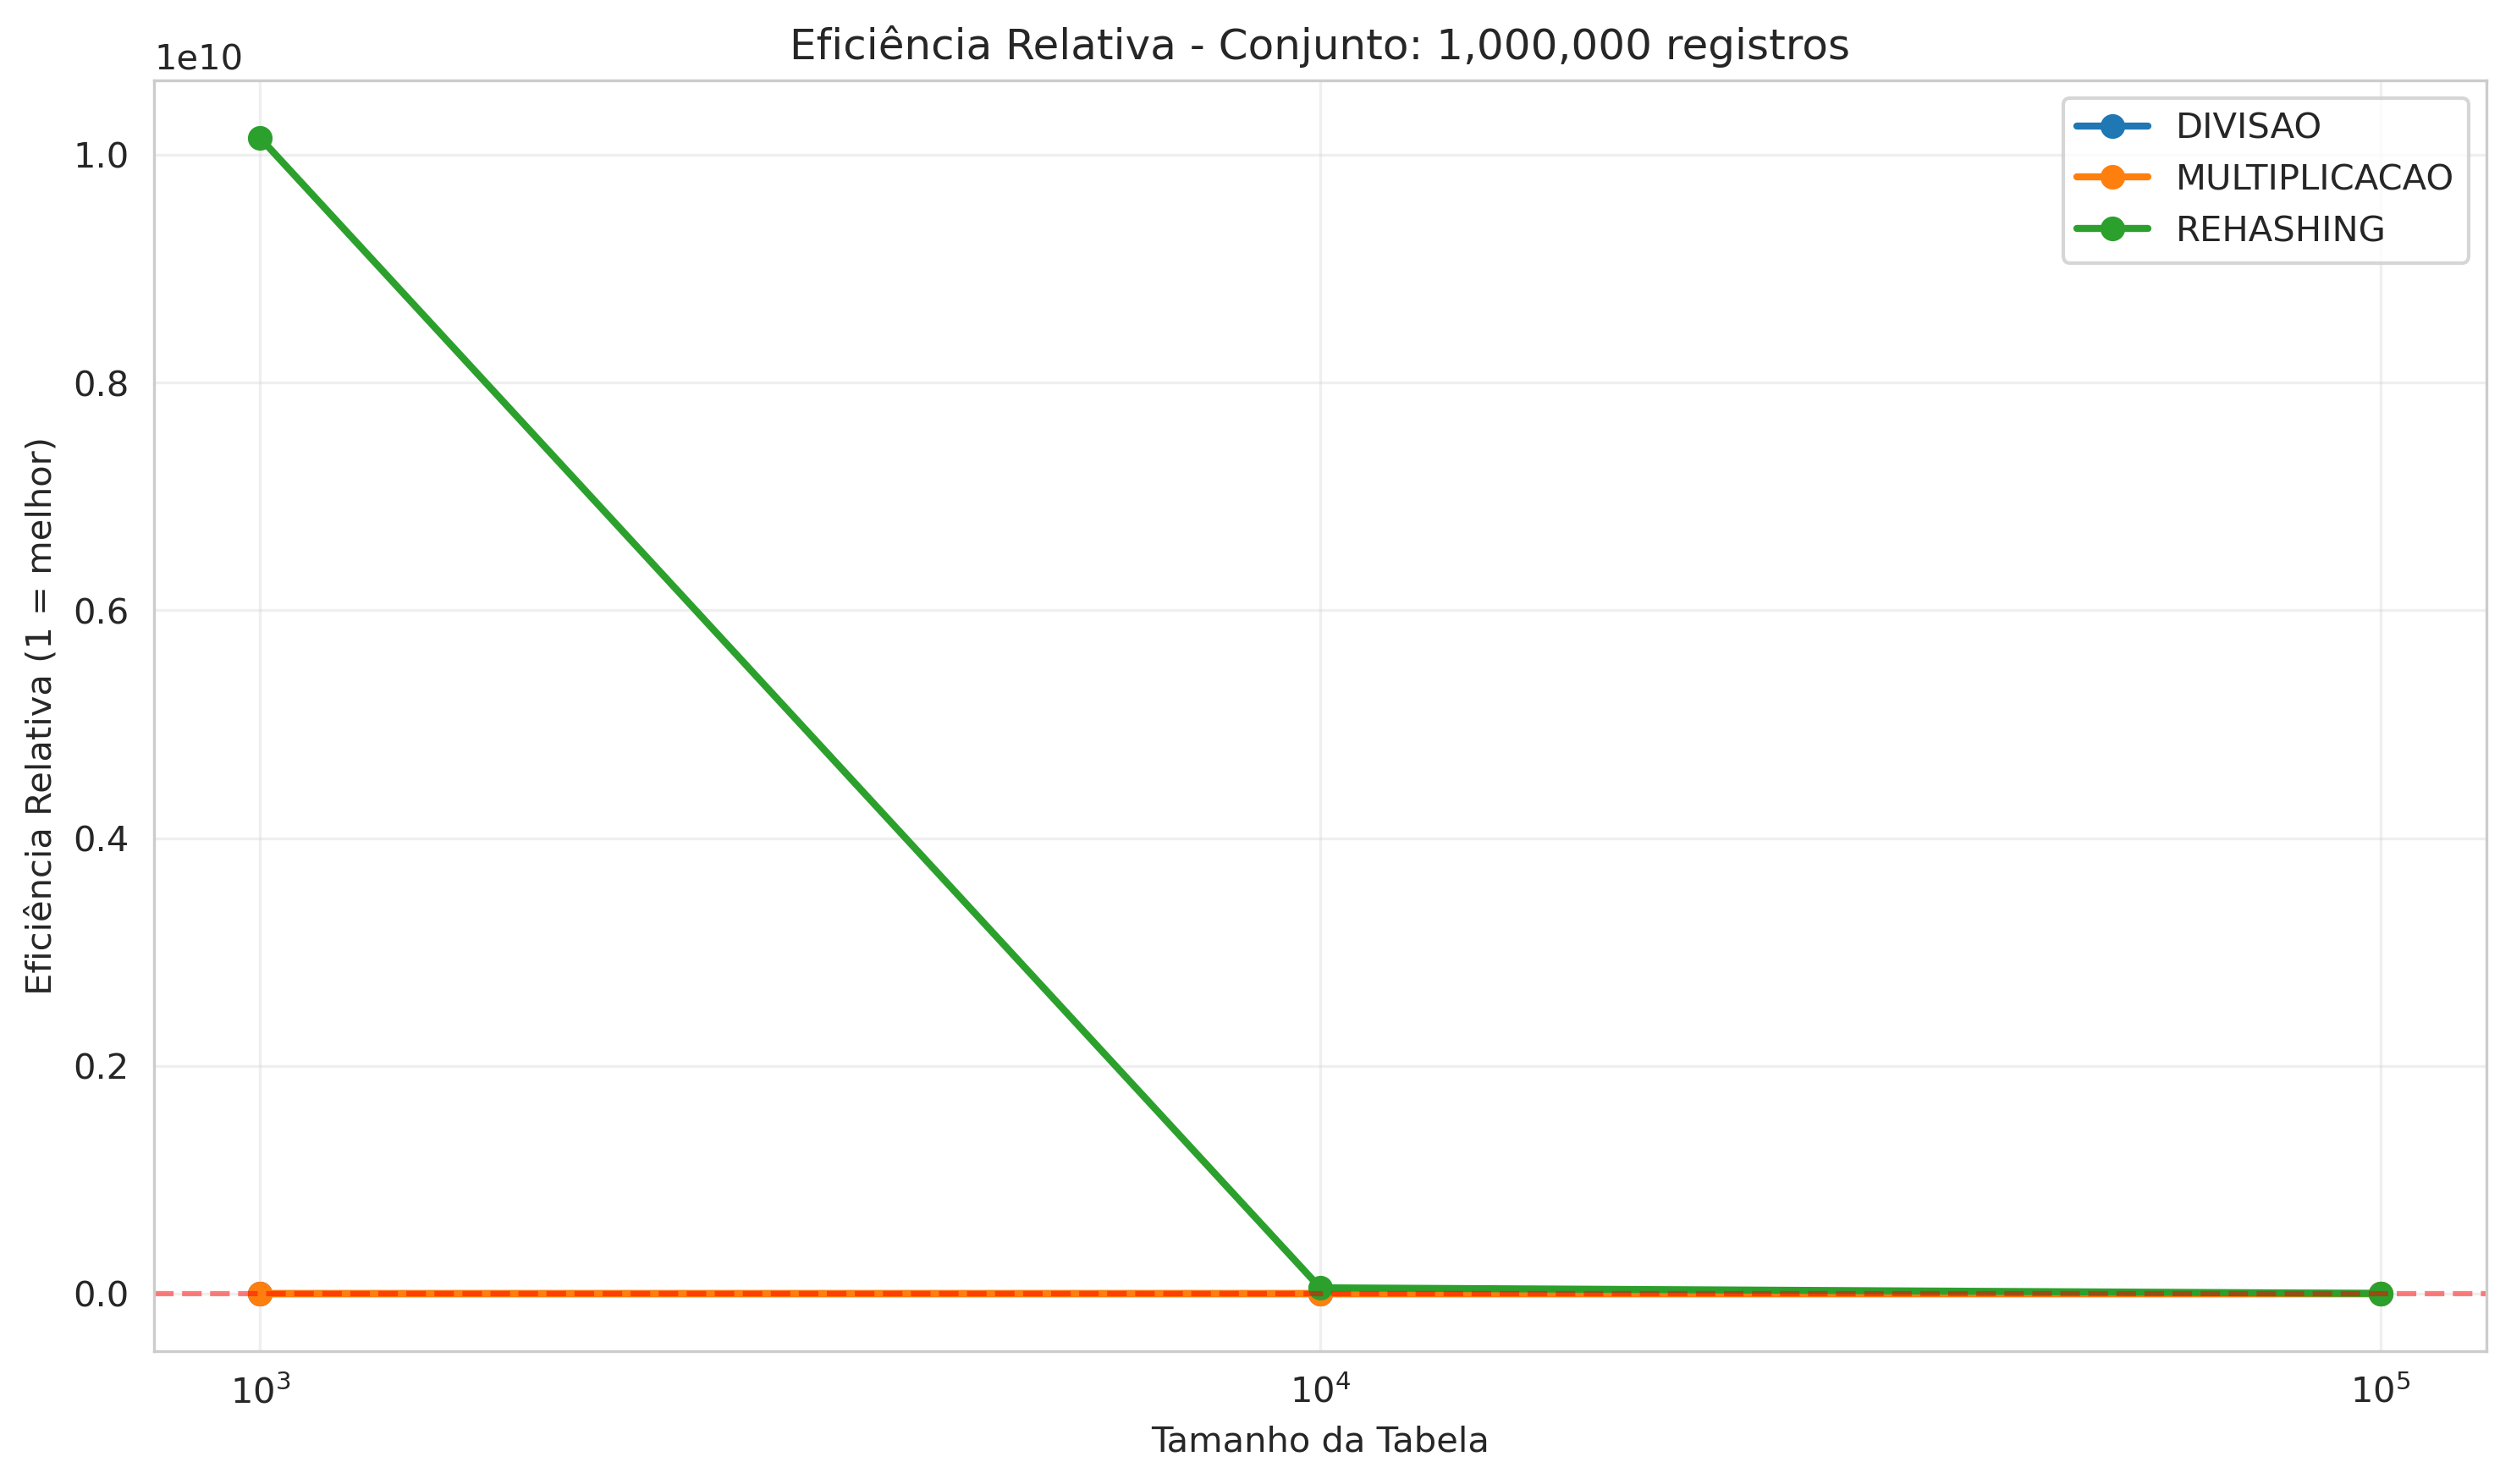 Eficiência Relativa - Conjunto: 1,000,000 registros
1e10
DIVISAO
MULTIPLICACAO
REHASHING
1.0
0.8
0.6
0.4
0.2
0.0
Eficiência Relativa (1 = melhor)
10³
10⁴
10⁵
Tamanho da Tabela